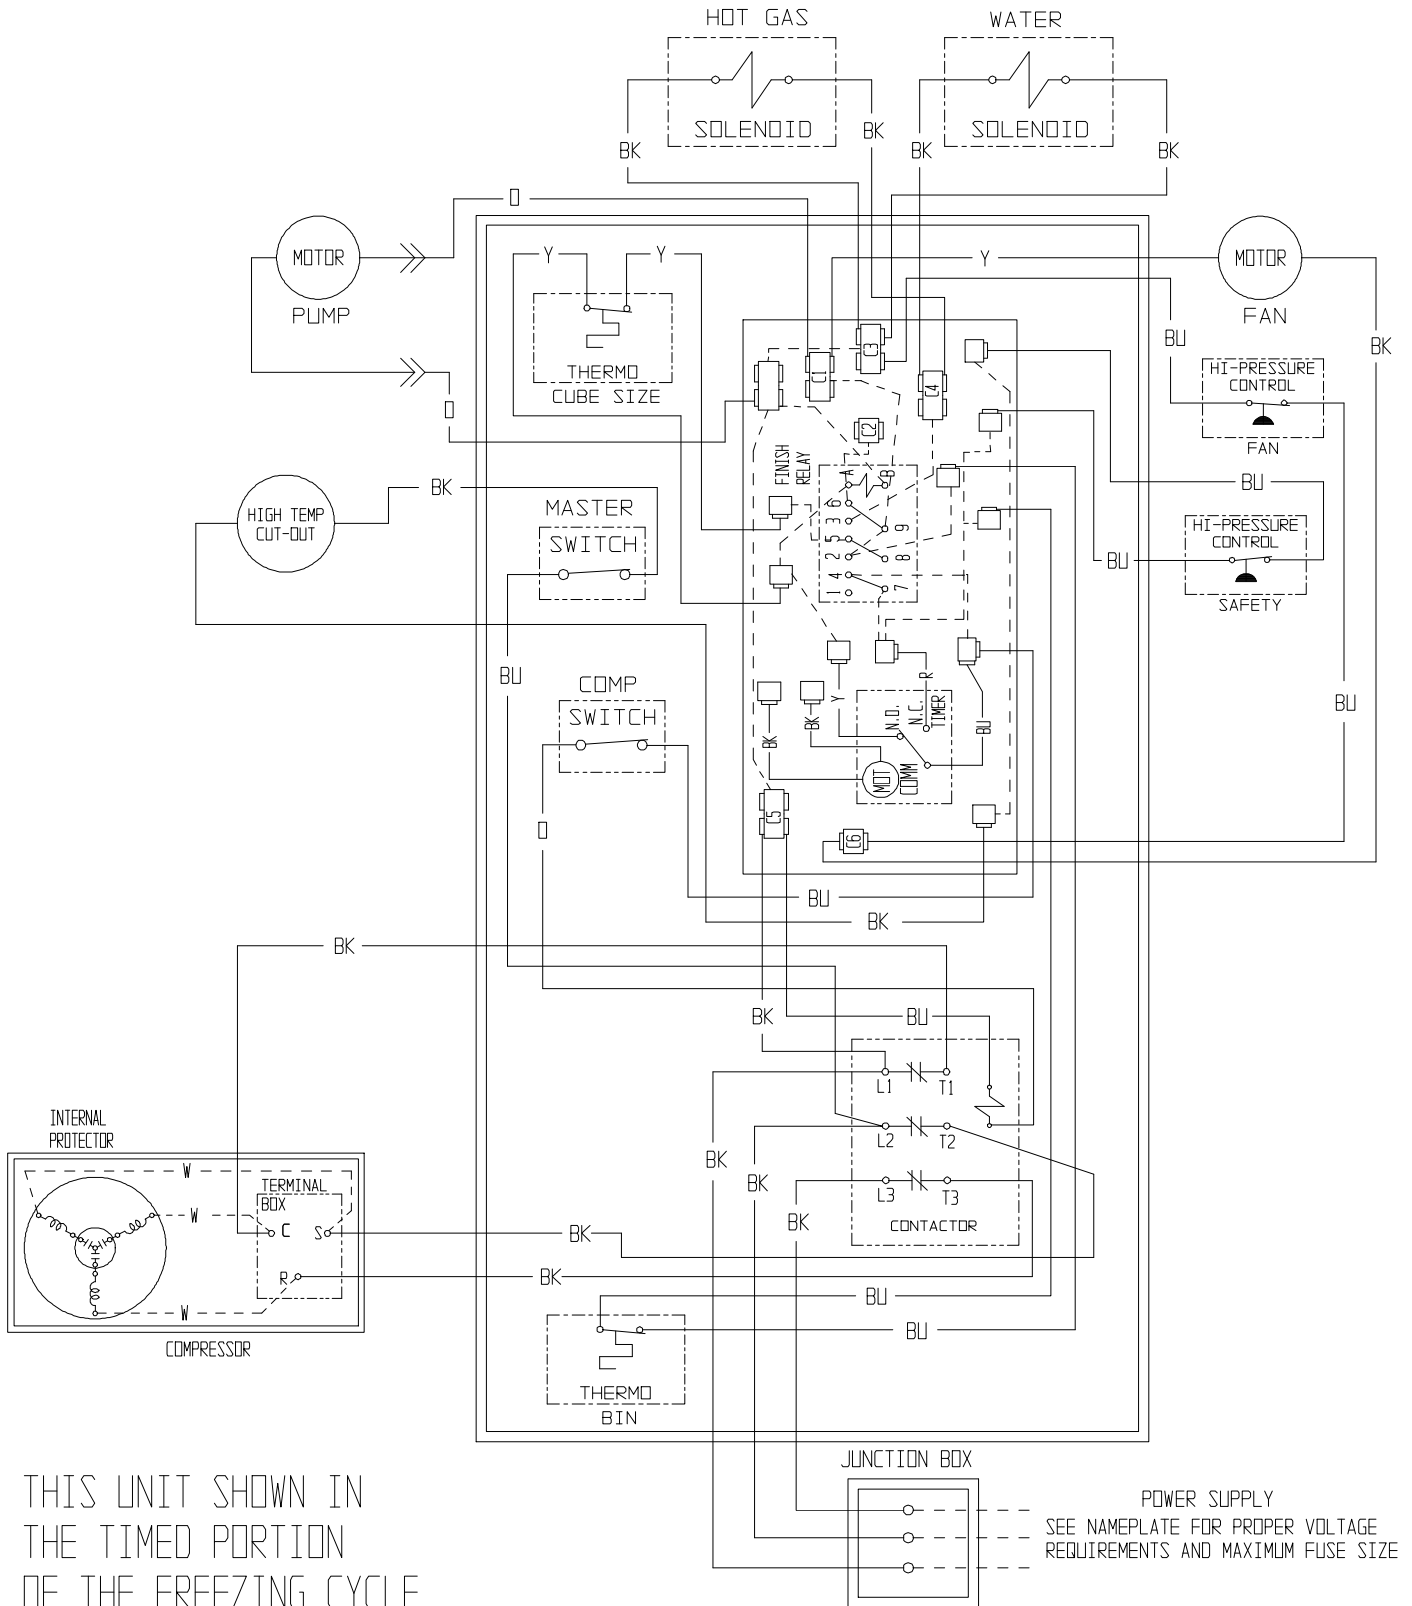 HOT GAS
WATER
SOLENOID
SOLENOID
BK
BK
BK
BK
O
MOTOR
PUMP
Y
Y
Y
MOTOR
FAN
THERMO
CUBE SIZE
O
C1
C3
C4
C2
BU
BK
HI-PRESSURE
CONTROL
FAN
FINISH
RELAY
A
B
6
3
5
2
4
1
9
8
7
BK
HIGH TEMP
CUT-OUT
MASTER
SWITCH
BU
HI-PRESSURE
CONTROL
SAFETY
BU
BU
COMP
SWITCH
BU
R
Y
BK
BK
N.O.
N.C.
TIMER
COMM
MOT
BU
O
C5
C6
BU
BK
BK
BK
BU
L1
T1
L2
T2
L3
T3
CONTACTOR
BK
BK
BK
INTERNAL
PROTECTOR
W
TERMINAL
BOX
W
C
S
R
W
COMPRESSOR
BK
BK
BU
BU
THERMO
BIN
JUNCTION BOX
THIS UNIT SHOWN IN
THE TIMED PORTION
OF THE FREEZING CYCLE
POWER SUPPLY
SEE NAMEPLATE FOR PROPER VOLTAGE
REQUIREMENTS AND MAXIMUM FUSE SIZE